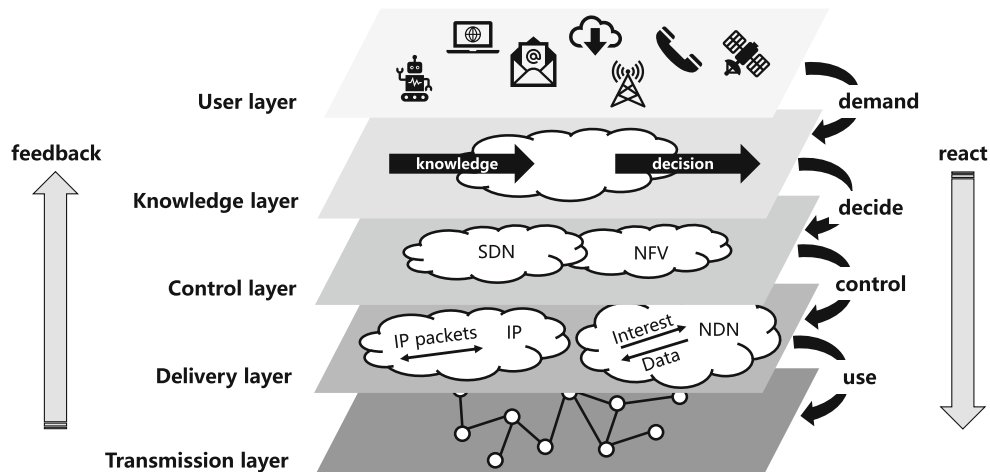 User layer
demand
feedback
knowledge
decision
react
Knowledge layer
decide
SDN
NFV
Control layer
control
IP packets
IP
Interest
Data
NDN
Delivery layer
use
Transmission layer
@